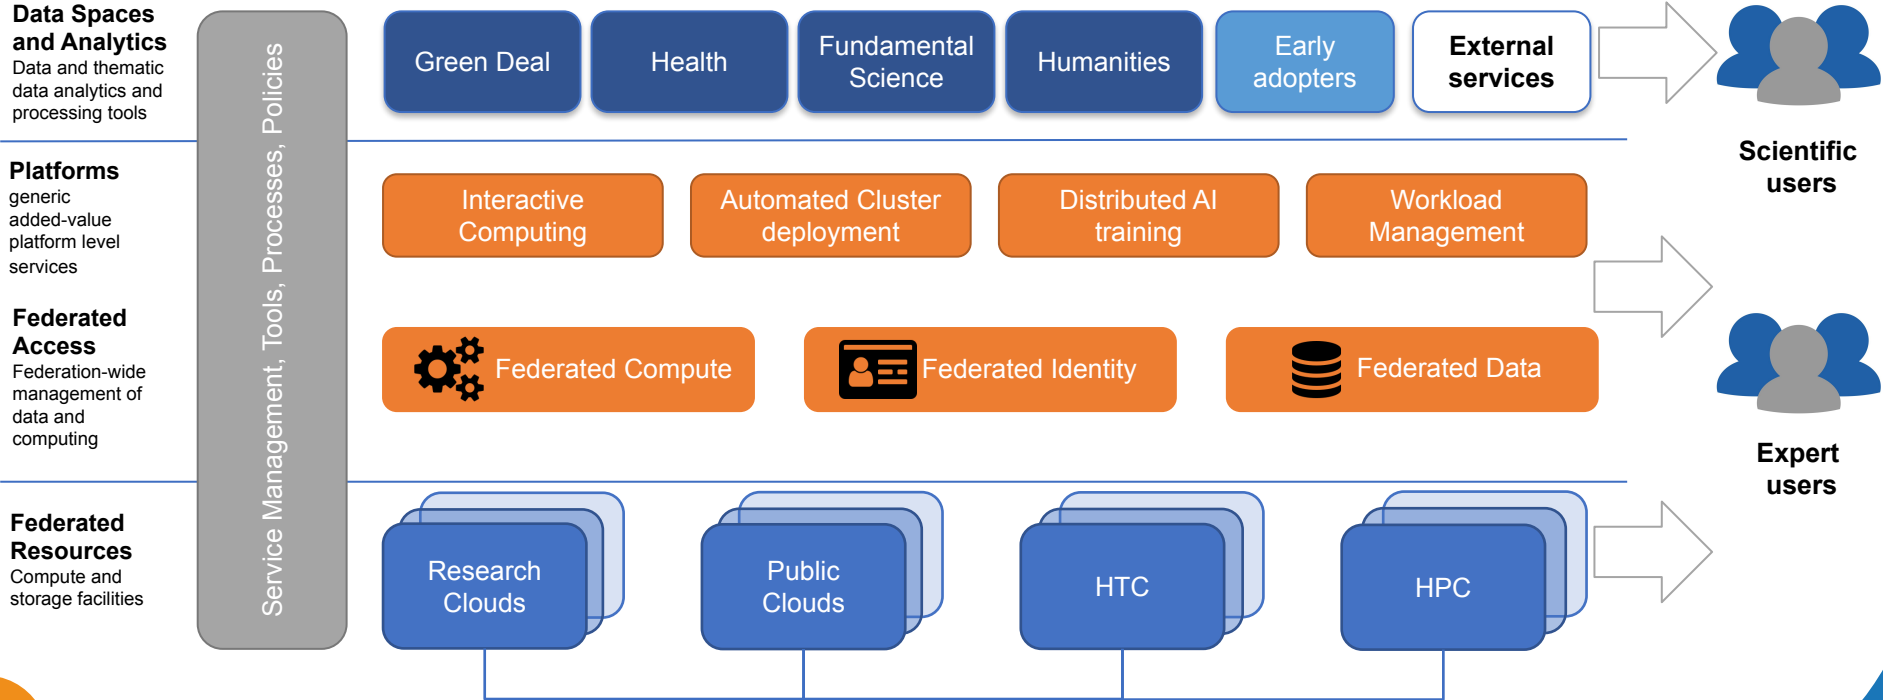 Data Spaces
and Analytics
Data and thematic
data analytics and
processing tools
Platforms
generic
added-value
platform level
services
Federated
Access
Federation-wide
management of
data and
computing
Federated
Resources
Compute and
storage facilities
Service Management, Tools, Processes, Policies
Green Deal
Health
Fundamental
Science
Humanities
Early
adopters
External
services
Interactive
Computing
Automated Cluster
deployment
Distributed AI
training
Workload
Management
Federated Compute
Federated Identity
Federated Data
Research
Clouds
Public
Clouds
HTC
HPC
Scientific
users
Expert
users